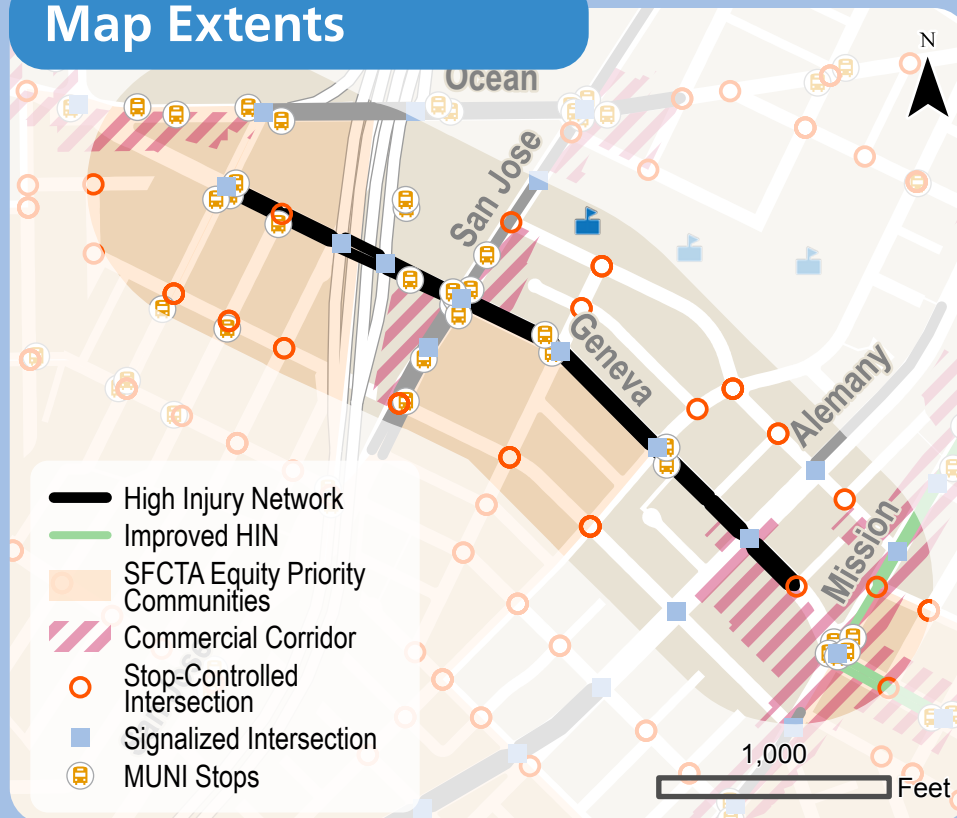 Map Extents
N
Ocean
San Jose
Geneva
Alemany
Mission
High Injury Network
Improved HIN
SFCTA Equity Priority
Communities
Commercial Corridor
Stop-Controlled
Intersection
Signalized Intersection
MUNI Stops
1,000
Feet